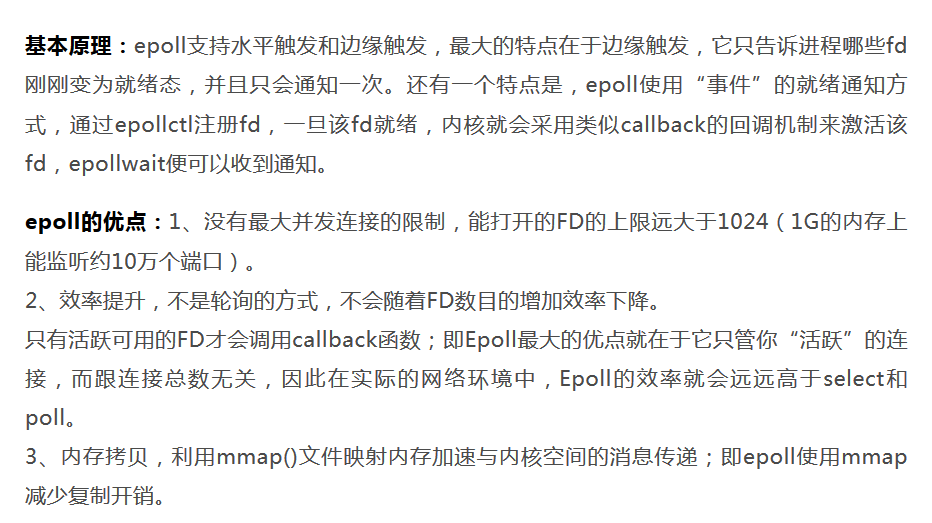 基本原理：epoll支持水平触发和边缘触发，最大的特点在于边缘触发，它只告诉进程哪些fd
刚刚变为就绪态，并且只会通知一次。还有一个特点是，epoll使用“事件”的就绪通知方
式，通过epollctl注册fd，一旦该fd就绪，内核就会采用类似callback的回调机制来激活该
fd，epollwait便可以收到通知。
epoll的优点：1、没有最大并发连接的限制，能打开的FD的上限远大于1024（1G的内存上
能监听约10万个端口）。
2、效率提升，不是轮询的方式，不会随着FD数目的增加效率下降。
只有活跃可用的FD才会调用callback函数；即Epoll最大的优点就在于它只管你“活跃”的连
接，而跟连接总数无关，因此在实际的网络环境中，Epoll的效率就会远远高于select和
poll。
3、内存拷贝，利用mmap()文件映射内存加速与内核空间的消息传递；即epoll使用mmap
减少复制开销。